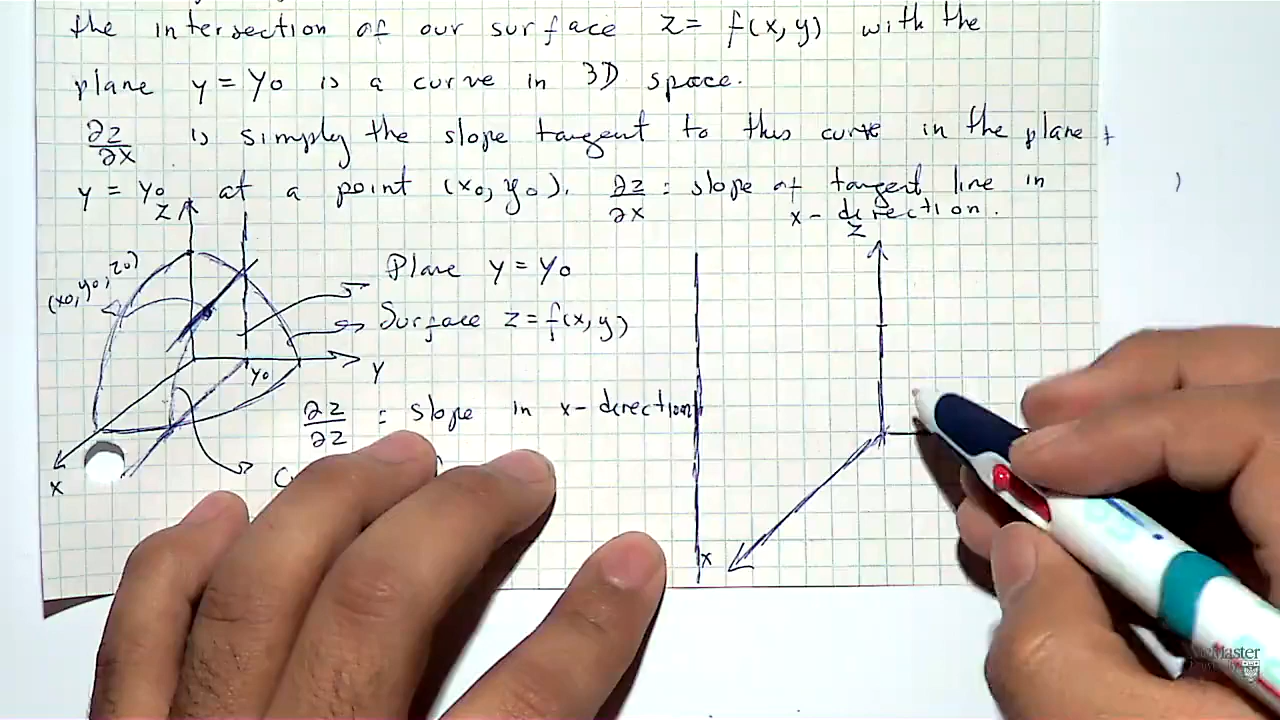 the intersection of our surface z = f(x, y) with the
plane y = y0 is a curve in 3D space.
∂z/∂x is simply the slope tangent to this curve in the plane
y = y0 at a point (x0, y0). ∂z/∂x : slope of tangent line in
x - direction.
z
(x0, y0, z0)
Plane y = y0
Surface z = f(x, y)
y0
y
∂z/∂z = slope in x-direction
x
z
x
McMaster